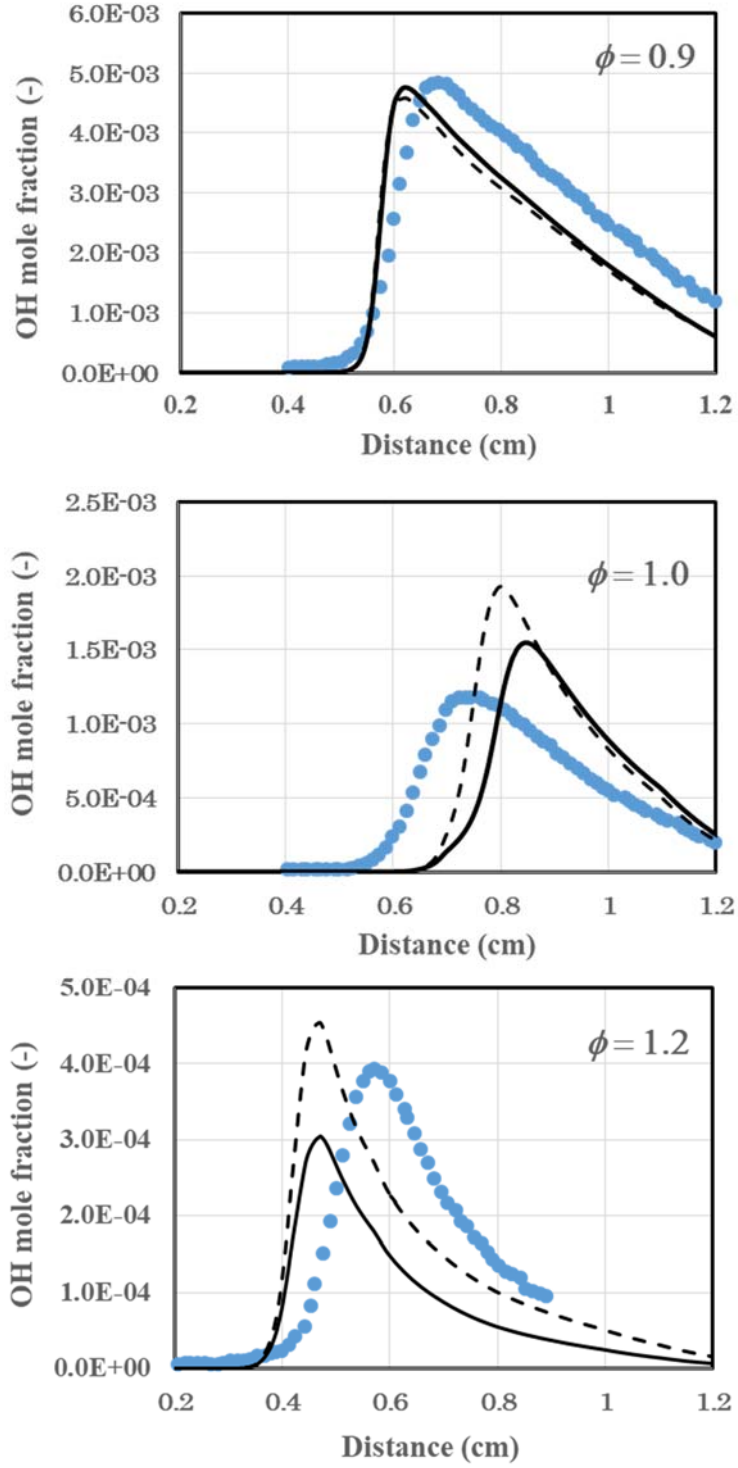 6.0E-03
5.0E-03
4.0E-03
3.0E-03
2.0E-03
1.0E-03
0.0E+00
OH mole fraction (-)
ϕ = 0.9
0.2 0.4 0.6 0.8 1 1.2
Distance (cm)
2.5E-03
2.0E-03
1.5E-03
1.0E-03
5.0E-04
0.0E+00
OH mole fraction (-)
ϕ = 1.0
0.2 0.4 0.6 0.8 1 1.2
Distance (cm)
5.0E-04
4.0E-04
3.0E-04
2.0E-04
1.0E-04
0.0E+00
OH mole fraction (-)
ϕ = 1.2
0.2 0.4 0.6 0.8 1 1.2
Distance (cm)